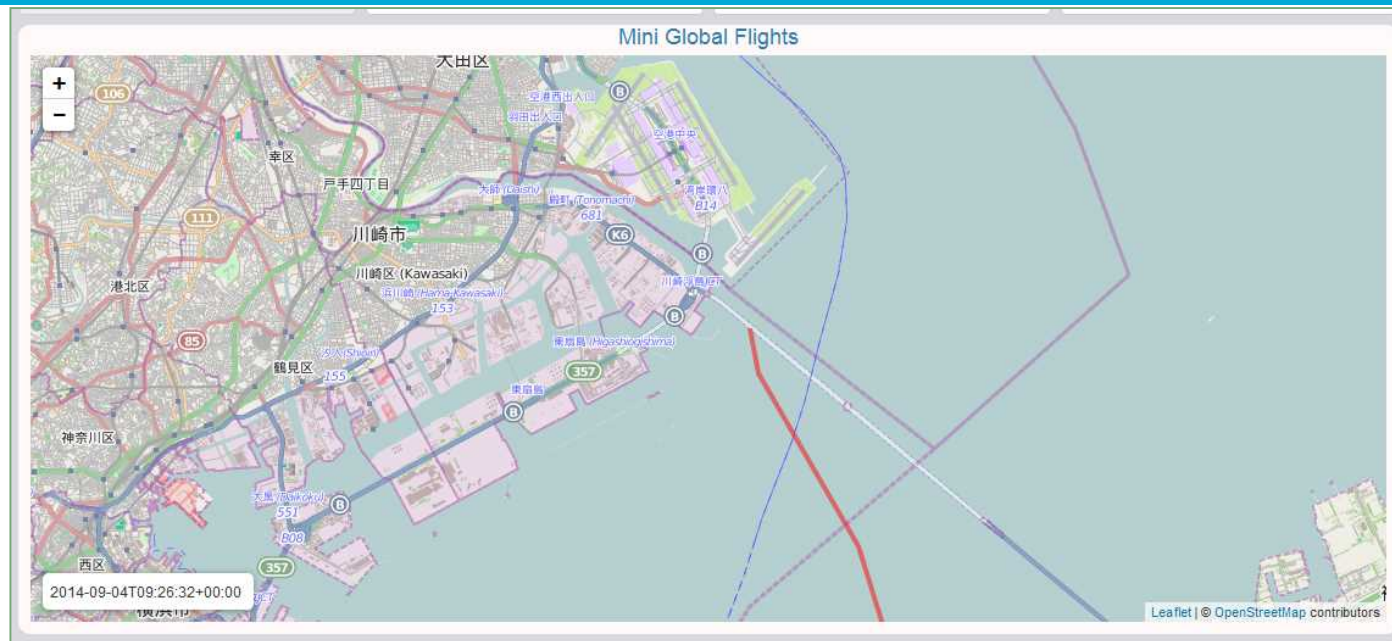 Mini Global Flights
+
−
大田区
106
B
空港西出入口
羽田出入口
空港中央
幸区
戸手四丁目
大師 (Daishi)
湾岸環八
B14
殿町 (Tonomachi)
681
111
川崎市
K6
B
川崎区 (Kawasaki)
川崎浮島JCT
港北区
浜川崎 (Hama-Kawasaki)
153
B
85
汐入 (Shioiri)
東扇島 (Higashiogishima)
鶴見区
155
357
東扇島
B
神奈川区
大黒 (Daikoku)
551
B
B08
西区
357
2014-09-04T09:26:32+00:00
横浜市
Leaflet | © OpenStreetMap contributors